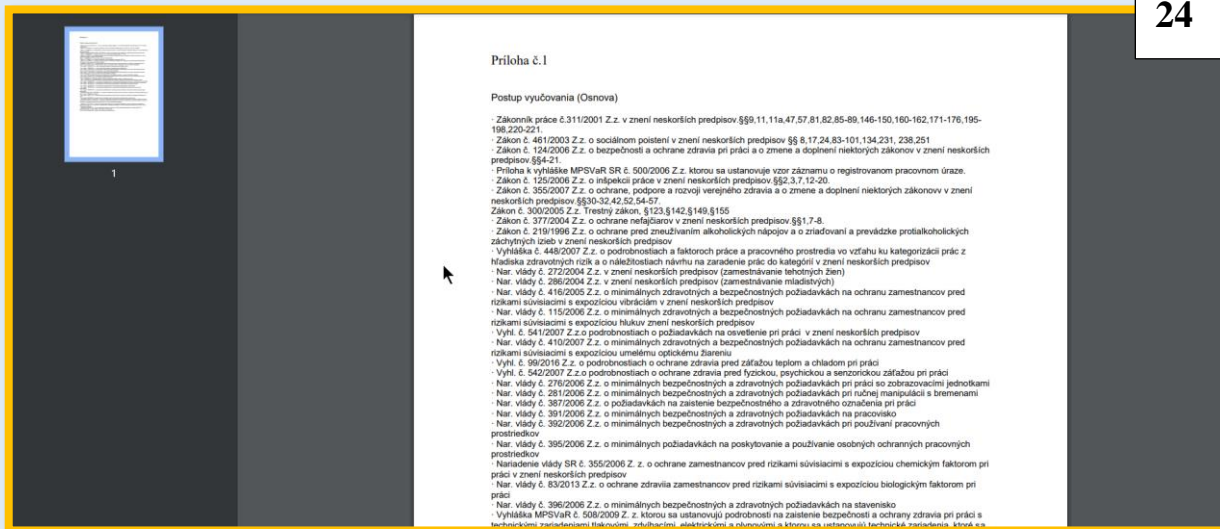 24
Príloha č.1
Postup vyučovania (Osnova)
· Zákonník práce č.311/2001 Z.z. v znení neskorších predpisov.§§9,11,11a,47,57,81,82,85-89,146-150,160-162,171-176,195-
198,220-221.
· Zákon č. 461/2003 Z.z. o sociálnom poistení v znení neskorších predpisov §§ 8,17,24,83-101,134,231, 238,251
· Zákon č. 124/2006 Z.z. o bezpečnosti a ochrane zdravia pri práci a o zmene a doplnení niektorých zákonov v znení neskorších
predpisov.§§4-21.
· Príloha k vyhláške MPSVaR SR č. 500/2006 Z.z. ktorou sa ustanovuje vzor záznamu o registrovanom pracovnom úraze.
· Zákon č. 125/2006 Z.z. o inšpekcii práce v znení neskorších predpisov.§§2,3,7,12-20.
· Zákon č. 355/2007 Z.z. o ochrane, podpore a rozvoji verejného zdravia a o zmene a doplnení niektorých zákonovv v znení
neskorších predpisov.§§30-32,42,52,54-57.
Zákon č. 300/2005 Z.z. Trestný zákon, §123,§142,§149,§155
· Zákon č. 377/2004 Z.z. o ochrane nefajčiarov v znení neskorších predpisov.§§1,7-8.
· Zákon č. 219/1996 Z.z. o ochrane pred zneužívaním alkoholických nápojov a o zriaďovaní a prevádzke protialkoholických
záchytných izieb v znení neskorších predpisov
· Vyhláška č. 448/2007 Z.z. o podrobnostiach a faktoroch práce a pracovného prostredia vo vzťahu ku kategorizácii prác z
hľadiska zdravotných rizík a o náležitostiach návrhu na zaradenie prác do kategórií v znení neskorších predpisov
· Nar. vlády č. 272/2004 Z.z. v znení neskorších predpisov (zamestnávanie tehotných žien)
· Nar. vlády č. 286/2004 Z.z. v znení neskorších predpisov (zamestnávanie mladistvých)
· Nar. vlády č. 416/2005 Z.z. o minimálnych zdravotných a bezpečnostných požiadavkách na ochranu zamestnancov pred
rizikami súvisiacimi s expozíciou vibráciám v znení neskorších predpisov
· Nar. vlády č. 115/2006 Z.z. o minimálnych zdravotných a bezpečnostných požiadavkách na ochranu zamestnancov pred
rizikami súvisiacimi s expozíciou hlukuv znení neskorších predpisov
· Vyhl. č. 541/2007 Z.z.o podrobnostiach o požiadavkách na osvetlenie pri práci v znení neskorších predpisov
· Nar. vlády č. 410/2007 Z.z. o minimálnych zdravotných a bezpečnostných požiadavkách na ochranu zamestnancov pred
rizikami súvisiacimi s expozíciou umelému optickému žiareniu
· Vyhl. č. 99/2016 Z.z. o podrobnostiach o ochrane zdravia pred záťažou teplom a chladom pri práci
· Vyhl. č. 542/2007 Z.z.o podrobnostiach o ochrane zdravia pred fyzickou, psychickou a senzorickou záťažou pri práci
· Nar. vlády č. 276/2006 Z.z. o minimálnych bezpečnostných a zdravotných požiadavkách pri práci so zobrazovacími jednotkami
· Nar. vlády č. 281/2006 Z.z. o minimálnych bezpečnostných a zdravotných požiadavkách pri ručnej manipulácii s bremenami
· Nar. vlády č. 387/2006 Z.z. o požiadavkách na zaistenie bezpečnostného a zdravotného označenia pri práci
· Nar. vlády č. 391/2006 Z.z. o minimálnych bezpečnostných a zdravotných požiadavkách na pracovisko
· Nar. vlády č. 392/2006 Z.z. o minimálnych bezpečnostných a zdravotných požiadavkách pri používaní pracovných
prostriedkov
· Nar. vlády č. 395/2006 Z.z. o minimálnych požiadavkách na poskytovanie a používanie osobných ochranných pracovných
prostriedkov
· Nariadenie vlády SR č. 355/2006 Z. z. o ochrane zamestnancov pred rizikami súvisiacimi s expozíciou chemickým faktorom pri
práci v znení neskorších predpisov
· Nar. vlády č. 83/2013 Z.z. o ochrane zdraviia zamestnancov pred rizikami súvisiacimi s expozíciou biologickým faktorom pri
práci
· Nar. vlády č. 396/2006 Z.z. o minimálnych bezpečnostných a zdravotných požiadavkách na stavenisko
· Vyhláška MPSVaR č. 508/2009 Z. z. ktorou sa ustanovujú podrobnosti na zaistenie bezpečnosti a ochrany zdravia pri práci s
technickými zariadeniami tlakovými, zdvíhacími, elektrickými a plynovými a ktorou sa ustanovujú technické zariadenia, ktoré sa
1